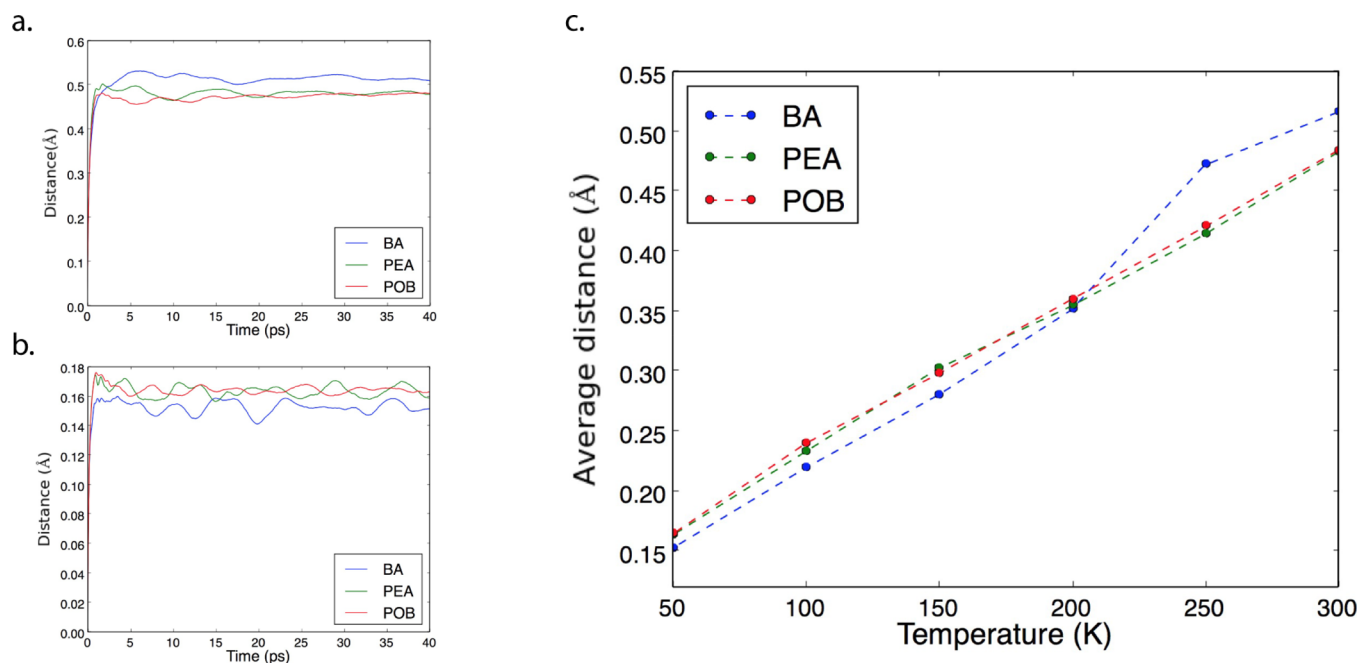 a.
0.6
0.5
0.4
0.3
0.2
0.1
0.0
Distance(Å)
BA
PEA
POB
0 5 10 15 20 25 30 35 40
Time (ps)
b.
0.18
0.16
0.14
0.12
0.10
0.08
0.06
0.04
0.02
0.00
Distance (Å)
BA
PEA
POB
0 5 10 15 20 25 30 35 40
Time (ps)
c.
0.55
0.50
0.45
0.40
0.35
0.30
0.25
0.20
0.15
Average distance (Å)
BA
PEA
POB
50 100 150 200 250 300
Temperature (K)